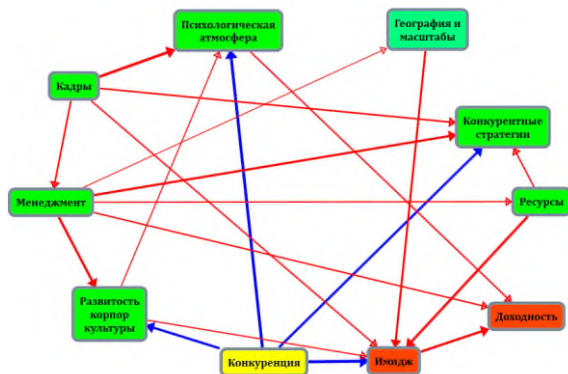 Психологическая
атмосфера
География и
масштабы
Кадры
Конкурентные
стратегии
Менеджмент
Ресурсы
Развитость
корпор
культуры
Доходность
Конкуренция
Имидж